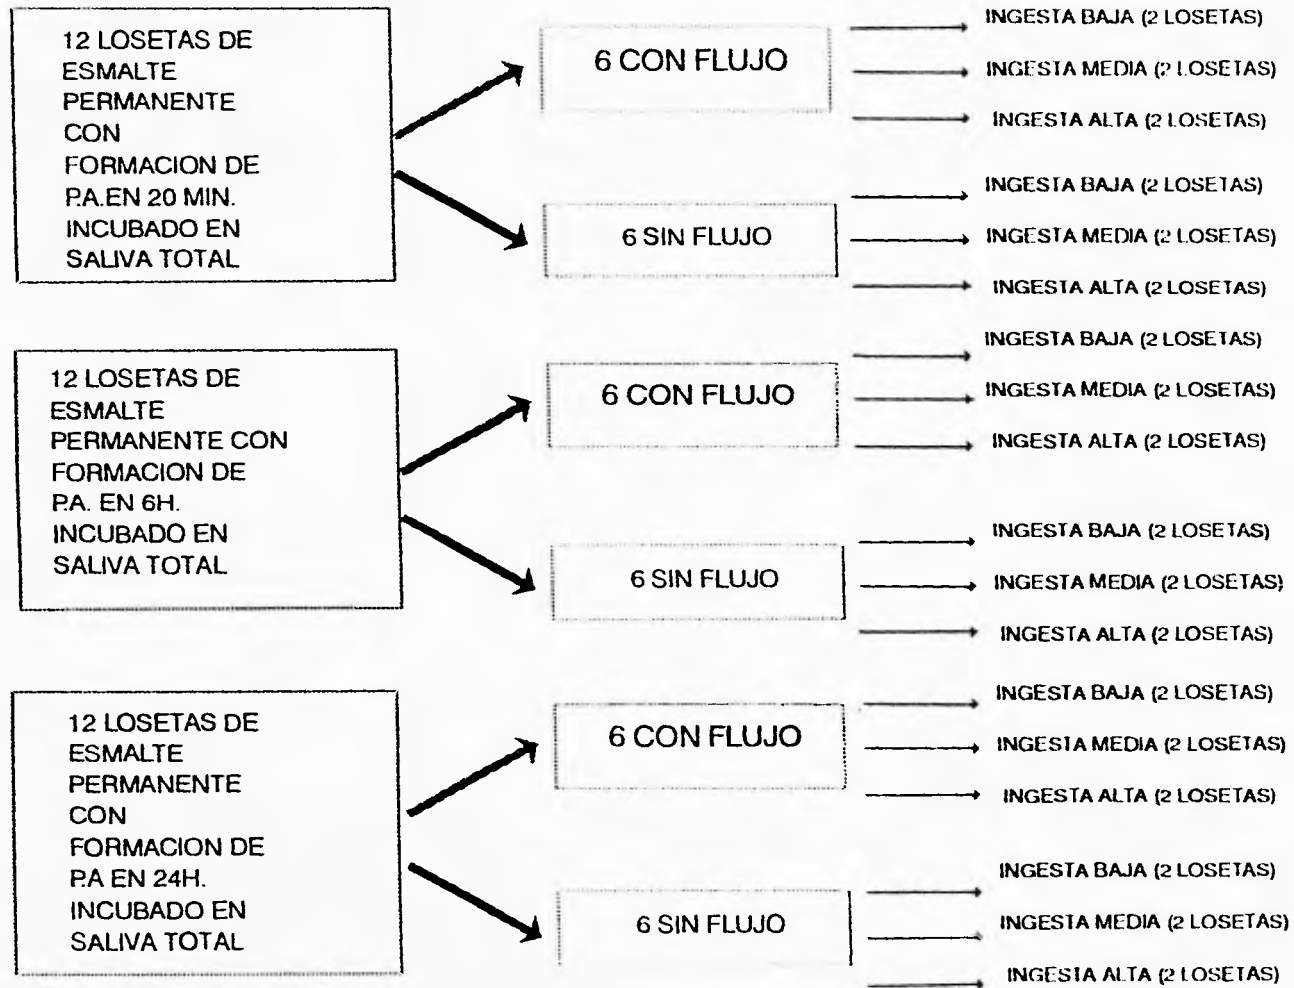 12 LOSETAS DE
ESMALTE
PERMANENTE
CON
FORMACION DE
P.A.EN 20 MIN.
INCUBADO EN
SALIVA TOTAL
6 CON FLUJO
INGESTA BAJA (2 LOSETAS)
INGESTA MEDIA (2 LOSETAS)
INGESTA ALTA (2 LOSETAS)
6 SIN FLUJO
INGESTA BAJA (2 LOSETAS)
INGESTA MEDIA (2 LOSETAS)
INGESTA ALTA (2 LOSETAS)
12 LOSETAS DE
ESMALTE
PERMANENTE CON
FORMACION DE
P.A. EN 6H.
INCUBADO EN
SALIVA TOTAL
6 CON FLUJO
INGESTA BAJA (2 LOSETAS)
INGESTA MEDIA (2 LOSETAS)
INGESTA ALTA (2 LOSETAS)
6 SIN FLUJO
INGESTA BAJA (2 LOSETAS)
INGESTA MEDIA (2 LOSETAS)
INGESTA ALTA (2 LOSETAS)
12 LOSETAS DE
ESMALTE
PERMANENTE
CON
FORMACION DE
P.A EN 24H.
INCUBADO EN
SALIVA TOTAL
6 CON FLUJO
INGESTA BAJA (2 LOSETAS)
INGESTA MEDIA (2 LOSETAS)
INGESTA ALTA (2 LOSETAS)
6 SIN FLUJO
INGESTA BAJA (2 LOSETAS)
INGESTA MEDIA (2 LOSETAS)
INGESTA ALTA (2 LOSETAS)